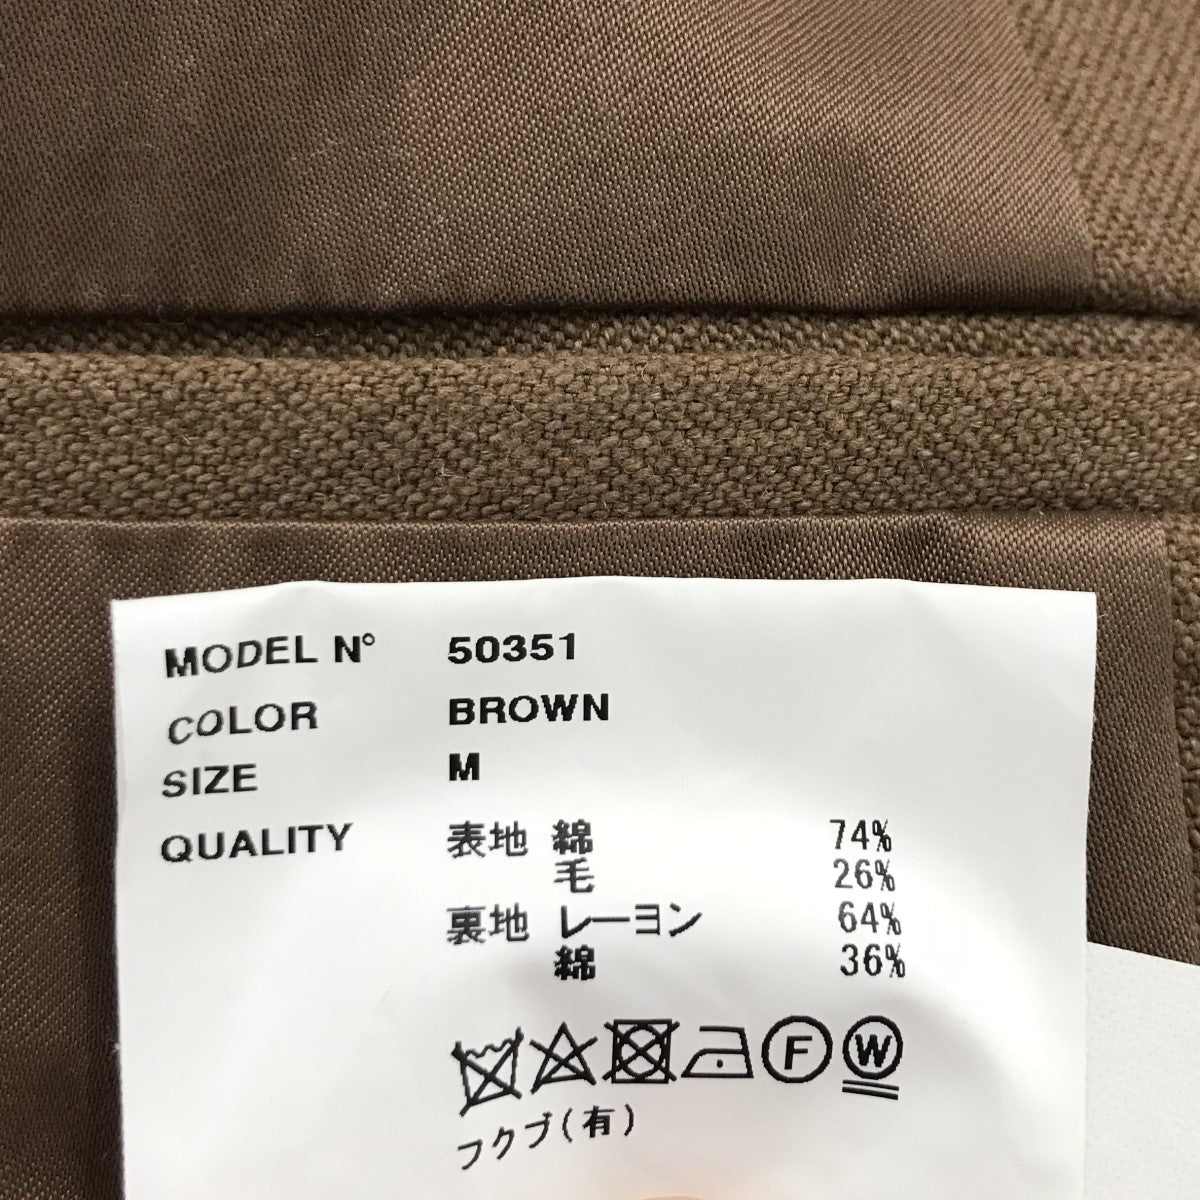 MODEL N° 50351
COLOR BROWN
SIZE M
QUALITY 表地 綿 74%
毛 26%
裏地 レーヨン 64%
綿 36%
F W
フクブ(有)